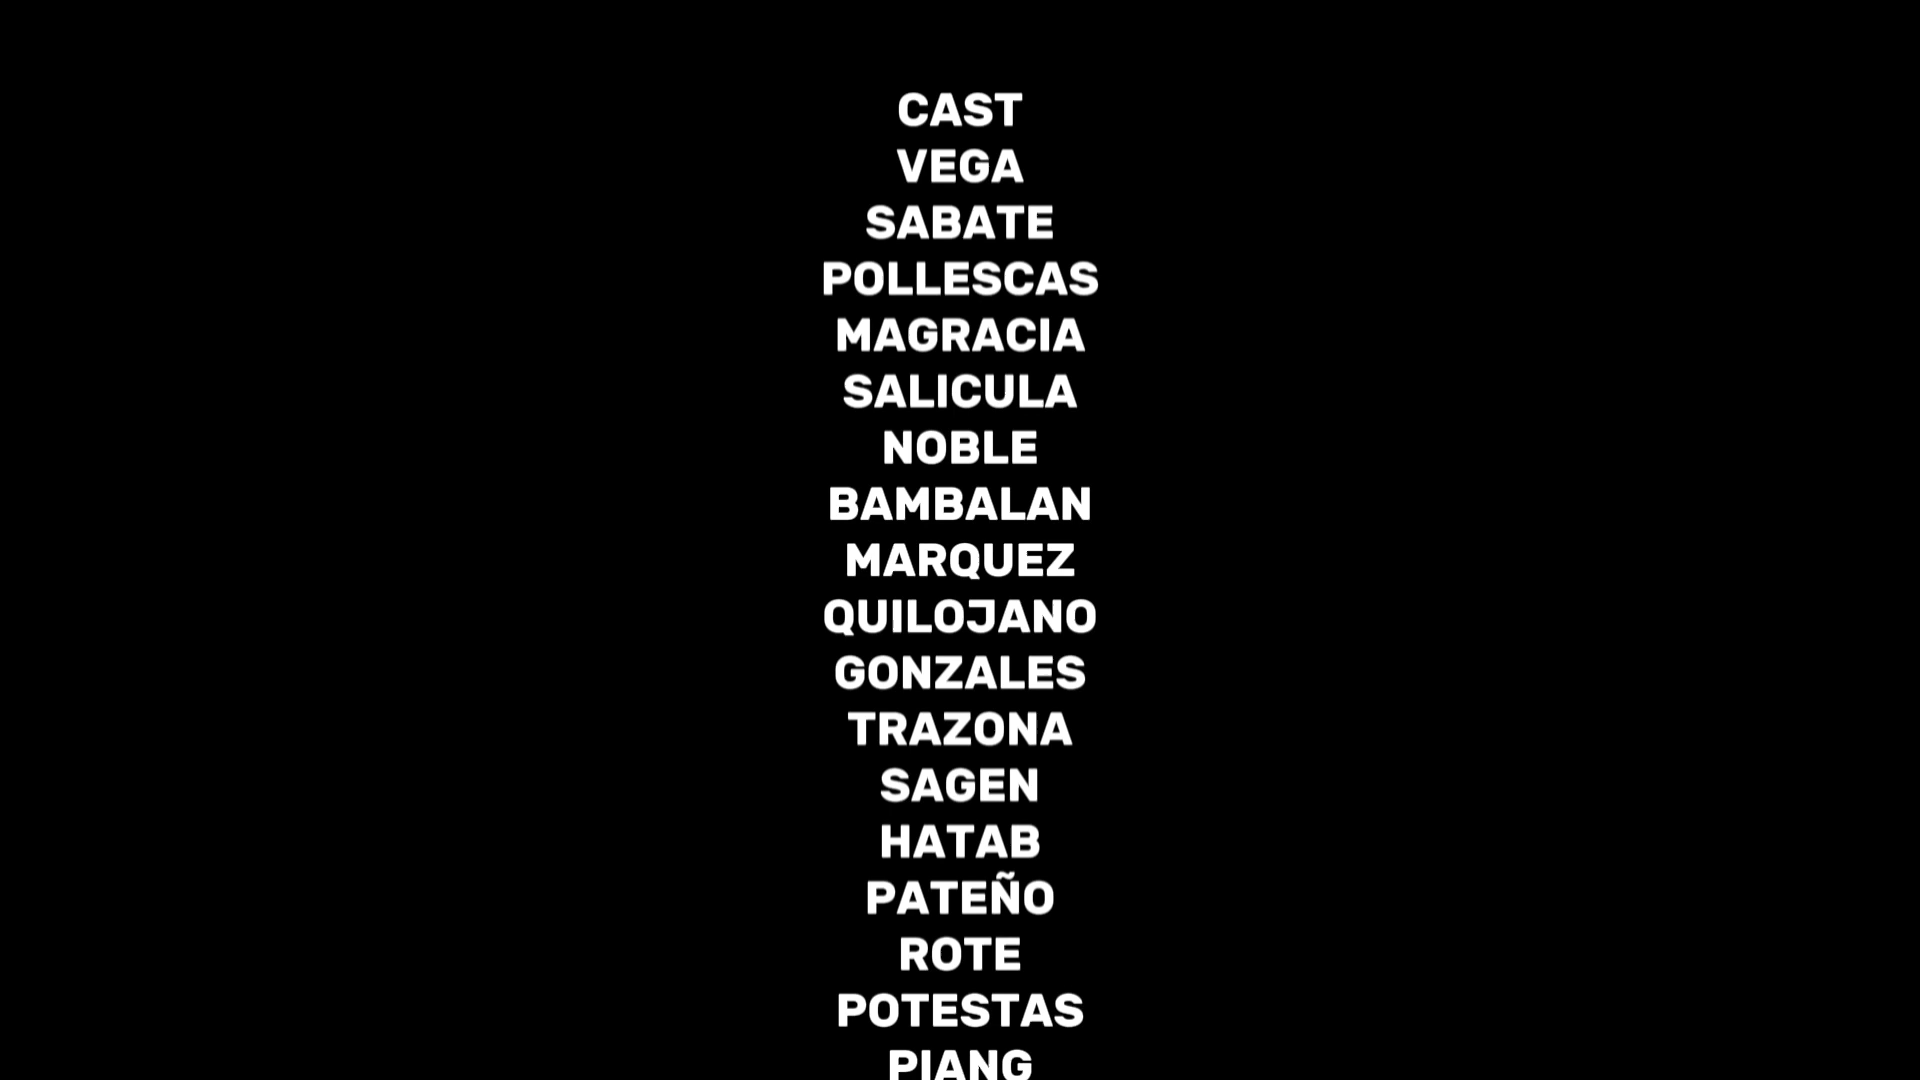 CAST
VEGA
SABATE
POLLESCAS
MAGRACIA
SALICULA
NOBLE
BAMBALAN
MARQUEZ
QUILOJANO
GONZALES
TRAZONA
SAGEN
HATAB
PATEÑO
ROTE
POTESTAS
PIANG